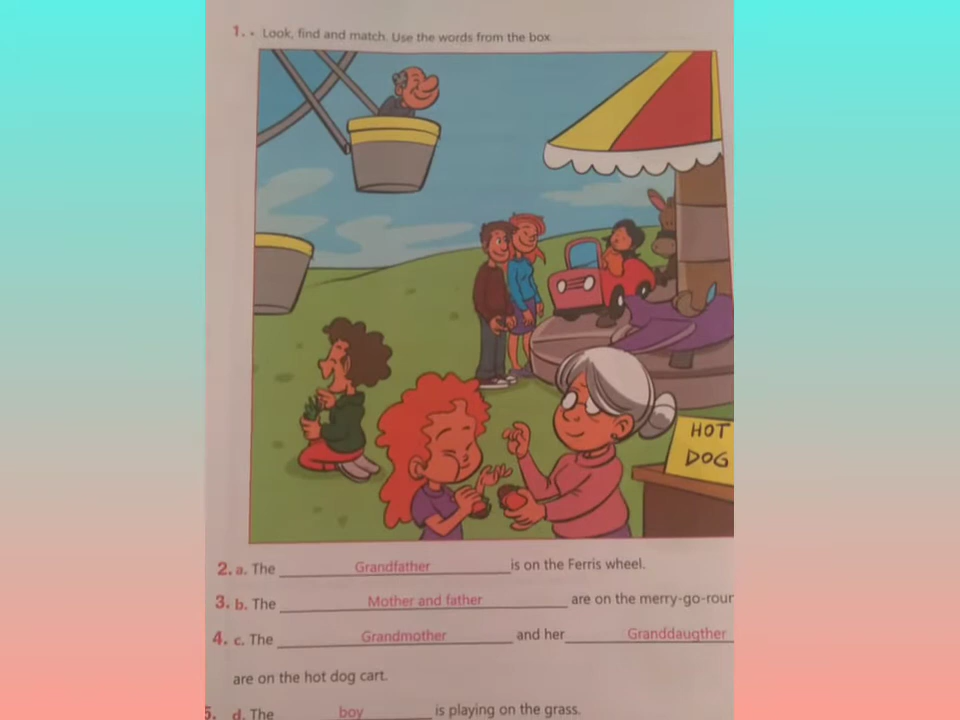 1. - Look, find and match. Use the words from the box
HOT
DOG
2. a. The Grandfather is on the Ferris wheel.
3. b. The Mother and father are on the merry-go-roun
4. c. The Grandmother and her Granddaugther
are on the hot dog cart.
5. d. The boy is playing on the grass.